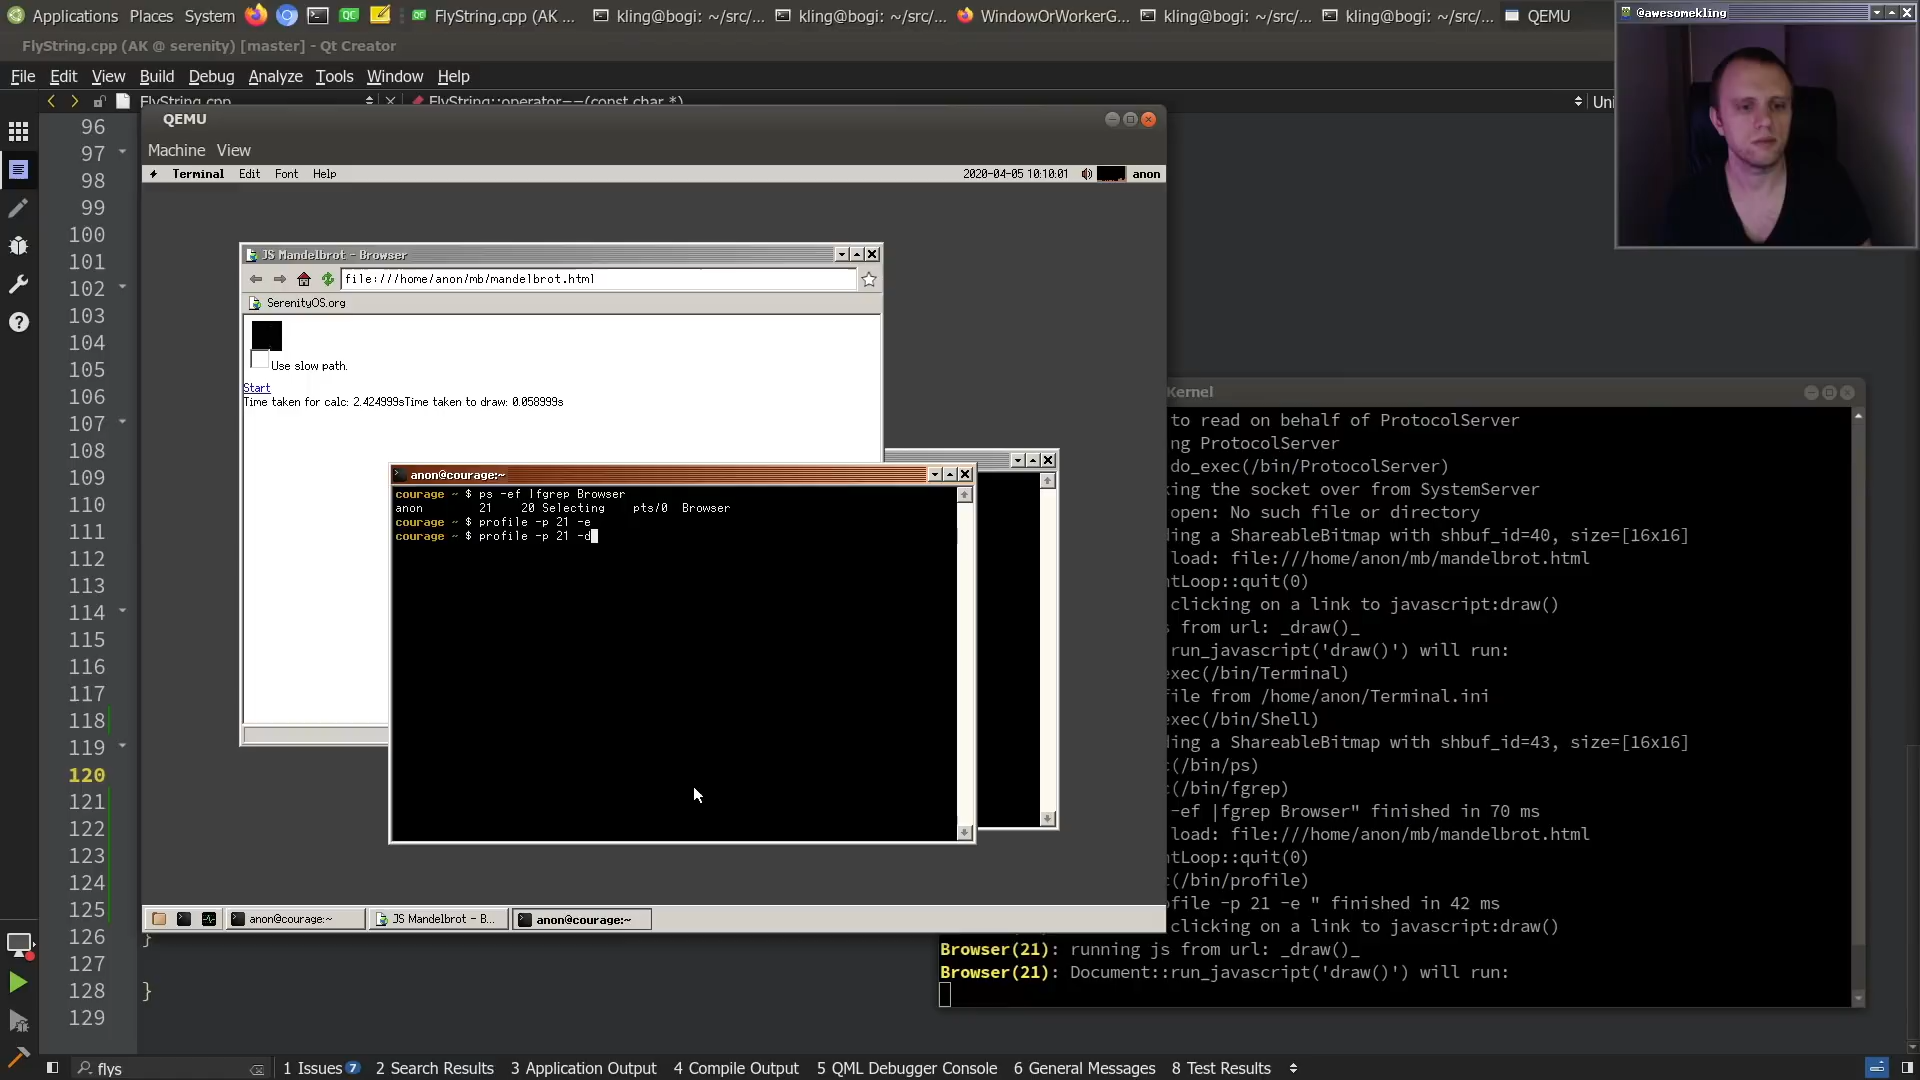 Applications Places System FlyString.cpp (AK ... kling@bogi: ~/src/... kling@bogi: ~/src/... WindowOrWorkerG... kling@bogi: ~/src/... kling@bogi: ~/src/... QEMU
@awesomekling
FlyString.cpp (AK @ serenity) [master] - Qt Creator
File Edit View Build Debug Analyze Tools Window Help
FlyString.cpp FlyString::operator==(const char *) Uni
QEMU
Machine View
Terminal Edit Font Help 2020-04-05 10:10:01 anon
JS Mandelbrot - Browser
file:///home/anon/mb/mandelbrot.html
SerenityOS.org
Use slow path.
Start
Time taken for calc: 2.424999sTime taken to draw: 0.058999s
anon@courage:~
courage ~ $ ps -ef |fgrep Browser
anon 21 20 Selecting pts/0 Browser
courage ~ $ profile -p 21 -e
courage ~ $ profile -p 21 -d
anon@courage:~ JS Mandelbrot - B... anon@courage:~
Kernel
to read on behalf of ProtocolServer
ng ProtocolServer
do_exec(/bin/ProtocolServer)
king the socket over from SystemServer
open: No such file or directory
ding a ShareableBitmap with shbuf_id=40, size=[16x16]
load: file:///home/anon/mb/mandelbrot.html
ntLoop::quit(0)
clicking on a link to javascript:draw()
s from url: _draw()_
run_javascript('draw()') will run:
exec(/bin/Terminal)
file from /home/anon/Terminal.ini
exec(/bin/Shell)
ding a ShareableBitmap with shbuf_id=43, size=[16x16]
c(/bin/ps)
c(/bin/fgrep)
-ef |fgrep Browser" finished in 70 ms
load: file:///home/anon/mb/mandelbrot.html
ntLoop::quit(0)
c(/bin/profile)
ofile -p 21 -e " finished in 42 ms
clicking on a link to javascript:draw()
Browser(21): running js from url: _draw()_
Browser(21): Document::run_javascript('draw()') will run:
96
97
98
99
100
101
102
103
104
105
106
107
108
109
110
111
112
113
114
115
116
117
118
119
120
121
122
123
124
125
126 }
127
128 }
129
flys 1 Issues 7 2 Search Results 3 Application Output 4 Compile Output 5 QML Debugger Console 6 General Messages 8 Test Results